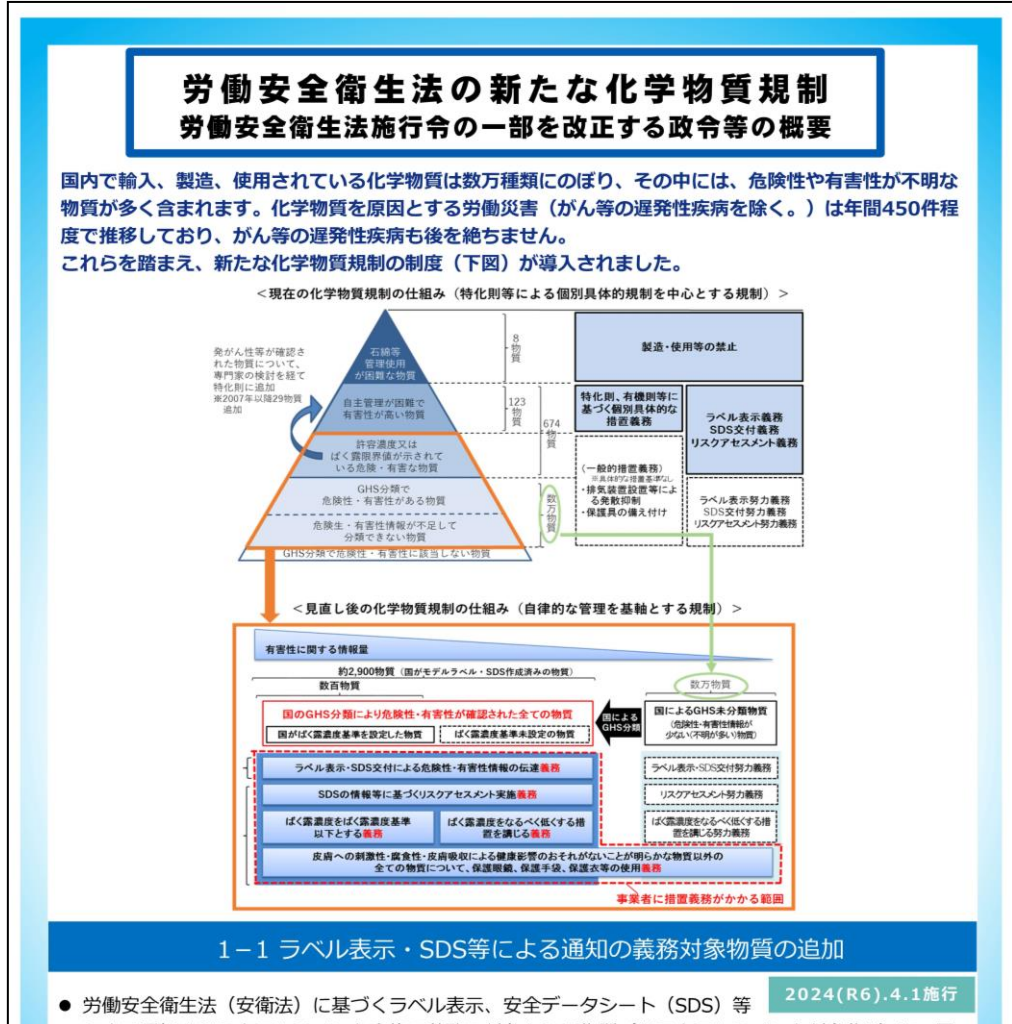 労働安全衛生法の新たな化学物質規制
労働安全衛生法施行令の一部を改正する政令等の概要
国内で輸入、製造、使用されている化学物質は数万種類にのぼり、その中には、危険性や有害性が不明な
物質が多く含まれます。化学物質を原因とする労働災害（がん等の遅発性疾病を除く。）は年間450件程
度で推移しており、がん等の遅発性疾病も後を絶ちません。
これらを踏まえ、新たな化学物質規制の制度（下図）が導入されました。
＜現在の化学物質規制の仕組み（特化則等による個別具体的規制を中心とする規制）＞
発がん性等が確認さ
れた物質について、
専門家の検討を経て
特化則に追加
※2007年以降29物質
追加
石綿等
管理使用
が困難な物質
自主管理が困難で
有害性が高い物質
許容濃度又は
ばく露限界値が示されて
いる危険・有害な物質
GHS分類で
危険性・有害性がある物質
危険生・有害性情報が不足して
分類できない物質
GHS分類で危険性・有害性に該当しない物質
8物質
123物質
674物質
数万物質
製造・使用等の禁止
特化則、有機則等に
基づく個別具体的な
措置義務
（一般的措置義務）
※具体的な措置基準なし
・排気装置設置等によ
る発散抑制
・保護具の備え付け
ラベル表示義務
SDS交付義務
リスクアセスメント義務
ラベル表示努力義務
SDS交付努力義務
リスクアセスメント努力義務
＜見直し後の化学物質規制の仕組み（自律的な管理を基軸とする規制）＞
有害性に関する情報量
約2,900物質（国がモデルラベル・SDS作成済みの物質）
数百物質
数万物質
国のGHS分類により危険性・有害性が確認された全ての物質
国がばく露濃度基準を設定した物質
ばく露濃度基準未設定の物質
国による
GHS分類
国によるGHS未分類物質
（危険性・有害性情報が
少ない（不明が多い）物質）
ラベル表示・SDS交付による危険性・有害性情報の伝達義務
SDSの情報等に基づくリスクアセスメント実施義務
ばく露濃度をばく露濃度基準
以下とする義務
ばく露濃度をなるべく低くする措
置を講じる義務
ラベル表示・SDS交付努力義務
リスクアセスメント努力義務
ばく露濃度をなるべく低くする措
置を講じる努力義務
皮膚への刺激性・腐食性・皮膚吸収による健康影響のおそれがないことが明らかな物質以外の
全ての物質について、保護眼鏡、保護手袋、保護衣等の使用義務
事業者に措置義務がかかる範囲
1－1 ラベル表示・SDS等による通知の義務対象物質の追加
2024(R6).4.1施行
● 労働安全衛生法（安衛法）に基づくラベル表示、安全データシート（SDS）等